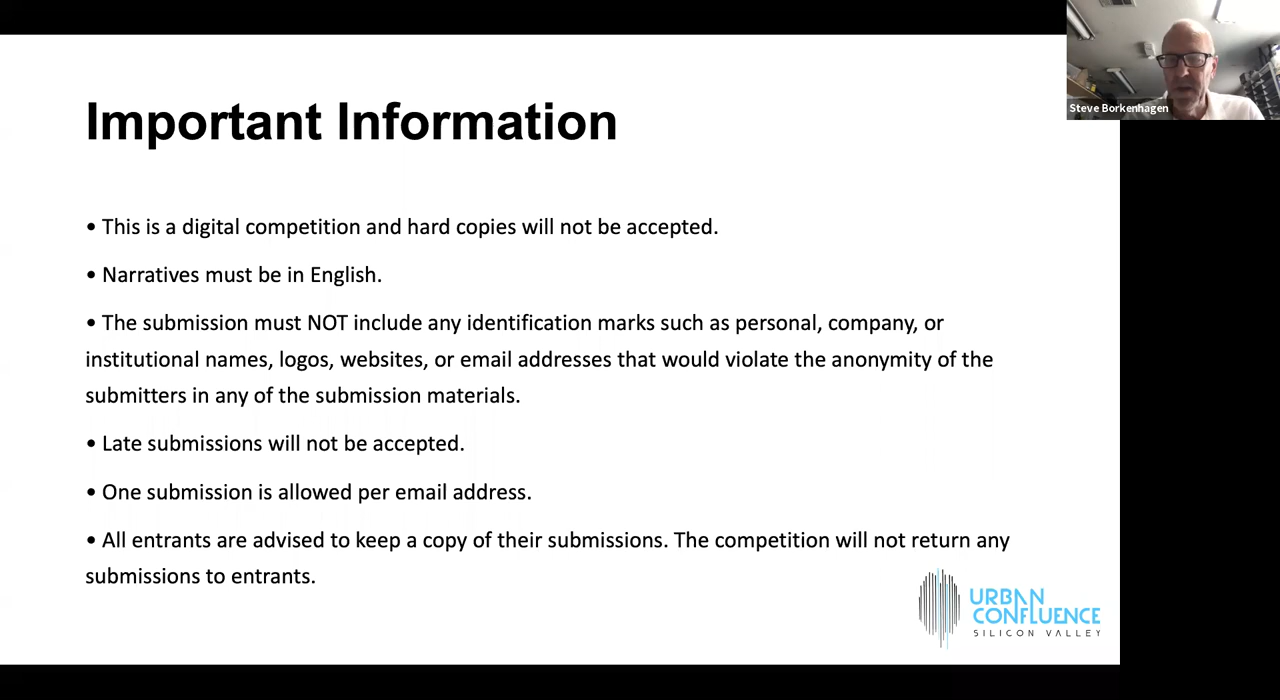 Steve Borkenhagen
Important Information
• This is a digital competition and hard copies will not be accepted.
• Narratives must be in English.
• The submission must NOT include any identification marks such as personal, company, or
institutional names, logos, websites, or email addresses that would violate the anonymity of the
submitters in any of the submission materials.
• Late submissions will not be accepted.
• One submission is allowed per email address.
• All entrants are advised to keep a copy of their submissions. The competition will not return any
submissions to entrants.
URBAN
CONFLUENCE
SILICON VALLEY